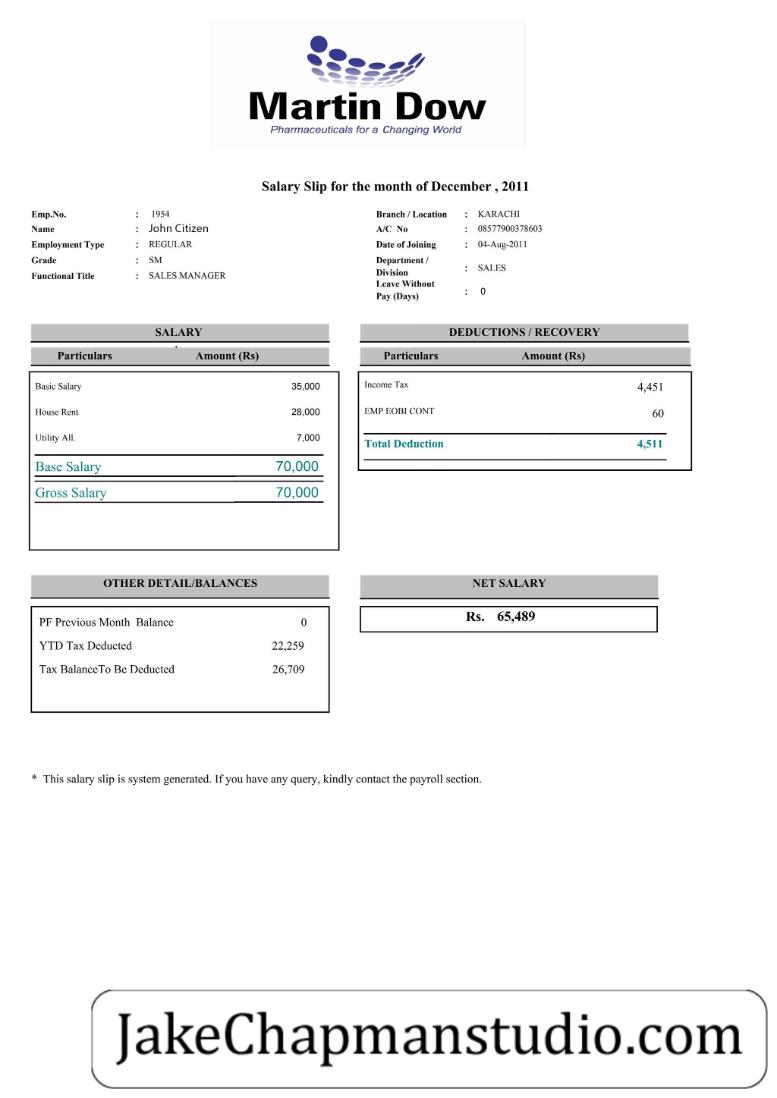 Martin Dow
Pharmaceuticals for a Changing World
Salary Slip for the month of December , 2011
Emp.No. : 1954
Name : John Citizen
Employment Type : REGULAR
Grade : SM
Functional Title : SALES MANAGER
Branch / Location : KARACHI
A/C No : 08577900378603
Date of Joining : 04-Aug-2011
Department /
Division : SALES
Leave Without
Pay (Days) : 0
SALARY
Particulars Amount (Rs)
Basic Salary 35,000
House Rent 28,000
Utility All. 7,000
Base Salary 70,000
Gross Salary 70,000
DEDUCTIONS / RECOVERY
Particulars Amount (Rs)
Income Tax 4,451
EMP EOBI CONT 60
Total Deduction 4,511
OTHER DETAIL/BALANCES
PF Previous Month Balance 0
YTD Tax Deducted 22,259
Tax BalanceTo Be Deducted 26,709
NET SALARY
Rs. 65,489
* This salary slip is system generated. If you have any query, kindly contact the payroll section.
JakeChapmanstudio.com